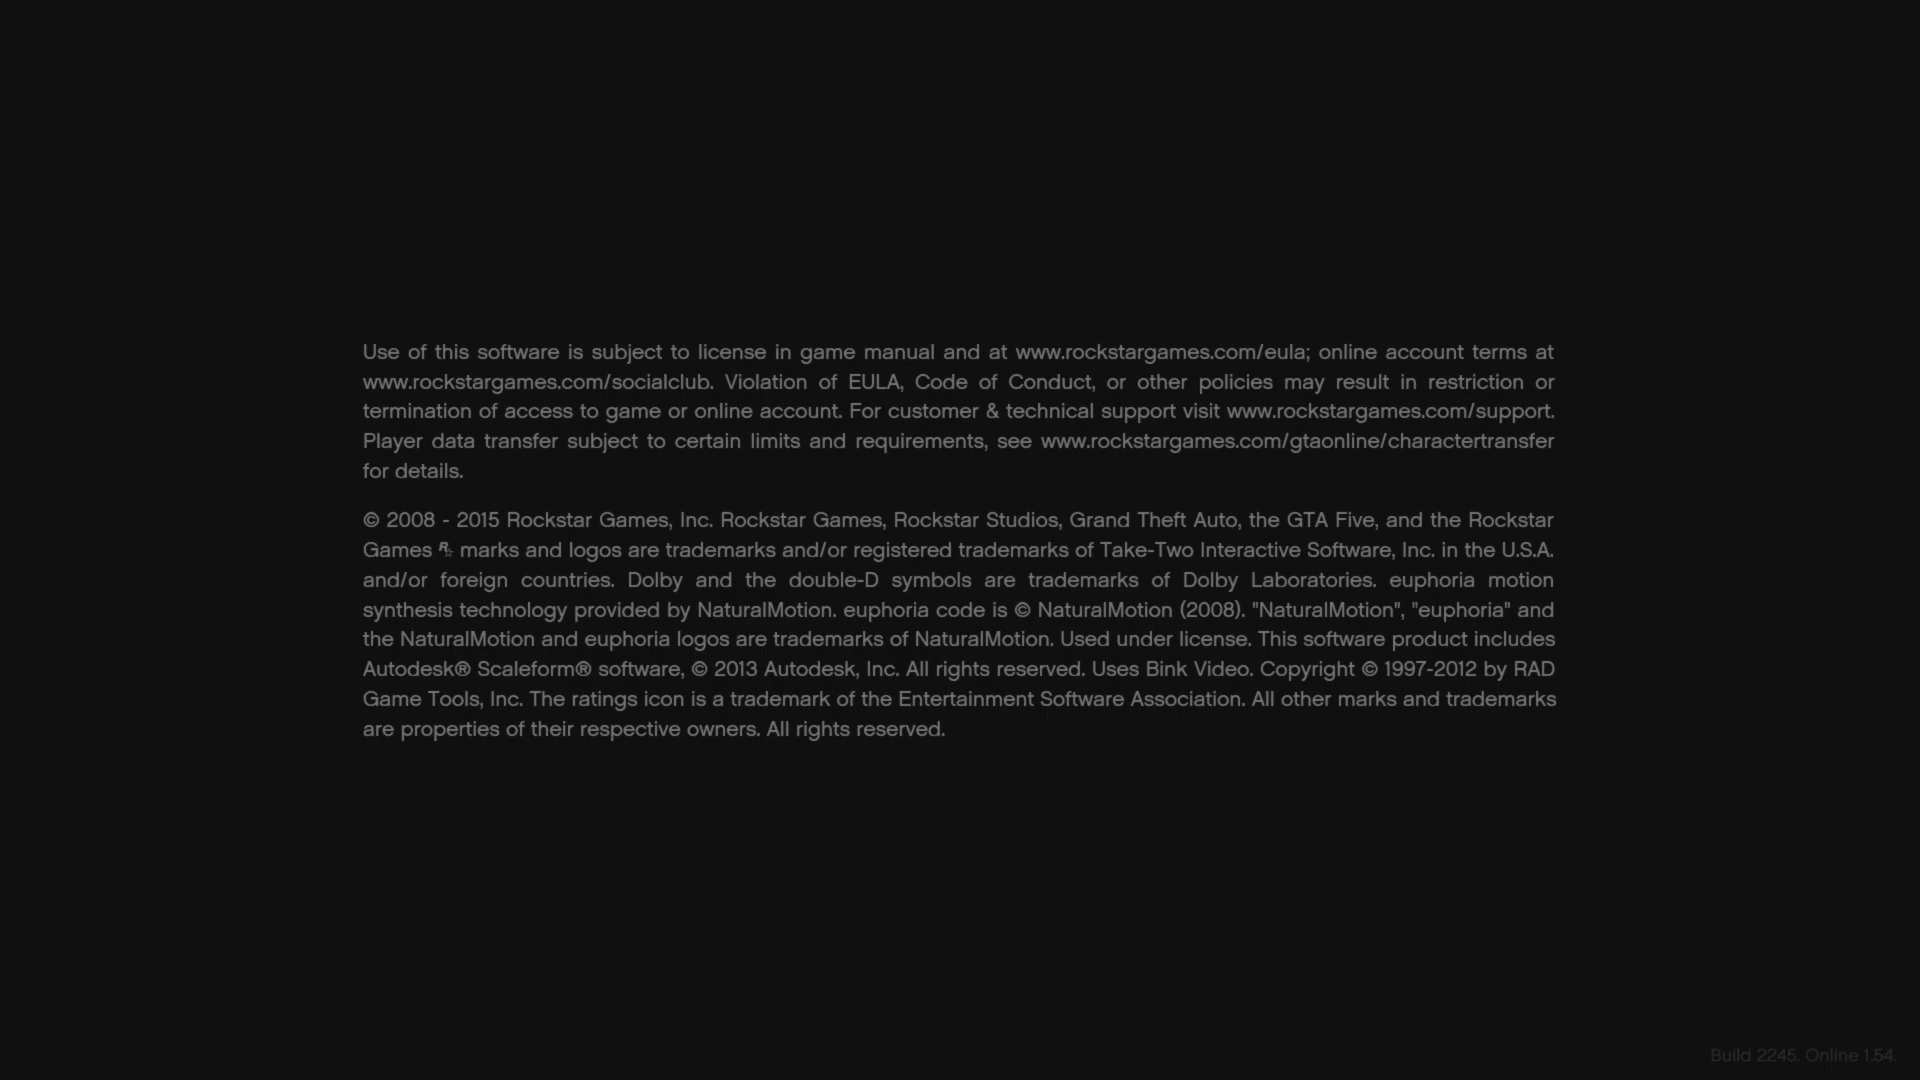 Use of this software is subject to license in game manual and at www.rockstargames.com/eula; online account terms at
www.rockstargames.com/socialclub. Violation of EULA, Code of Conduct, or other policies may result in restriction or
termination of access to game or online account. For customer & technical support visit www.rockstargames.com/support.
Player data transfer subject to certain limits and requirements, see www.rockstargames.com/gtaonline/charactertransfer
for details.
© 2008 - 2015 Rockstar Games, Inc. Rockstar Games, Rockstar Studios, Grand Theft Auto, the GTA Five, and the Rockstar
Games R* marks and logos are trademarks and/or registered trademarks of Take-Two Interactive Software, Inc. in the U.S.A.
and/or foreign countries. Dolby and the double-D symbols are trademarks of Dolby Laboratories. euphoria motion
synthesis technology provided by NaturalMotion. euphoria code is © NaturalMotion (2008). "NaturalMotion", "euphoria" and
the NaturalMotion and euphoria logos are trademarks of NaturalMotion. Used under license. This software product includes
Autodesk® Scaleform® software, © 2013 Autodesk, Inc. All rights reserved. Uses Bink Video. Copyright © 1997-2012 by RAD
Game Tools, Inc. The ratings icon is a trademark of the Entertainment Software Association. All other marks and trademarks
are properties of their respective owners. All rights reserved.
Build 2245. Online 1.54.